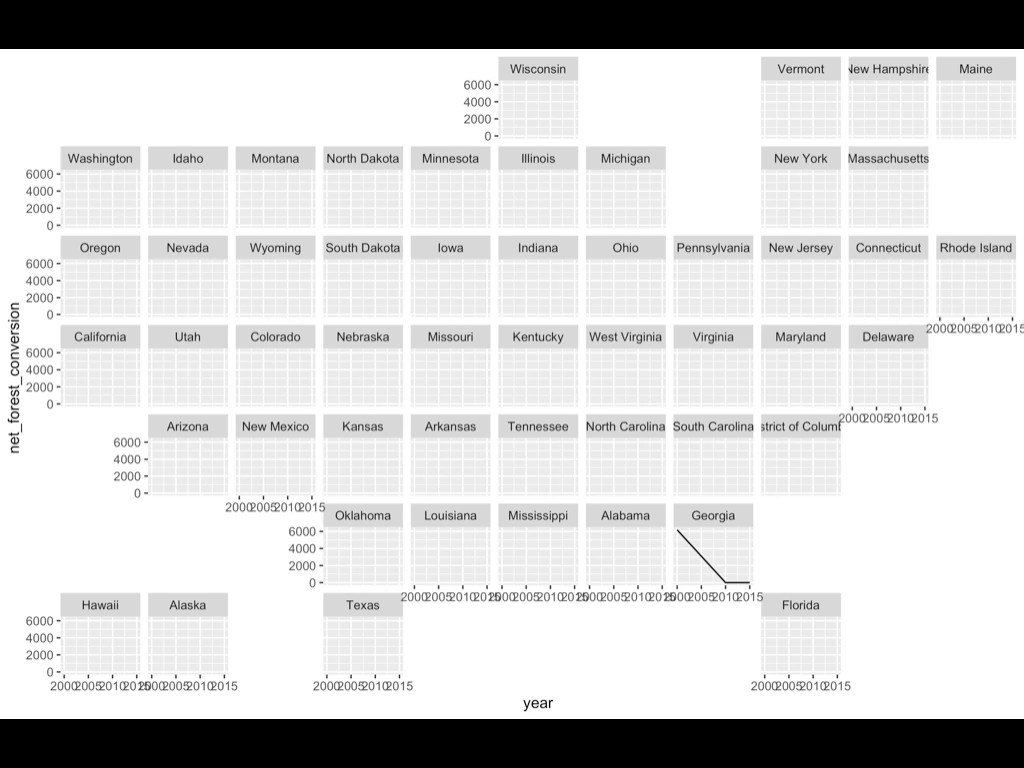 Wisconsin Vermont New Hampshire Maine
6000
4000
2000
0
Washington Idaho Montana North Dakota Minnesota Illinois Michigan New York Massachusetts
6000
4000
2000
0
Oregon Nevada Wyoming South Dakota Iowa Indiana Ohio Pennsylvania New Jersey Connecticut Rhode Island
6000
4000
2000
0
2000 2005 2010 2015
California Utah Colorado Nebraska Missouri Kentucky West Virginia Virginia Maryland Delaware
6000
4000
2000
0
2000 2005 2010 2015
net_forest_conversion
Arizona New Mexico Kansas Arkansas Tennessee North Carolina South Carolina strict of Columb
6000
4000
2000
0
2000 2005 2010 2015
Oklahoma Louisiana Mississippi Alabama Georgia
6000
4000
2000
0
2000 2005 2010 2015 2000 2005 2010 2015 2000 2005 2010 2015 2000 2005 2010 2015
Hawaii Alaska Texas Florida
6000
4000
2000
0
2000 2005 2010 2015 2000 2005 2010 2015 2000 2005 2010 2015 2000 2005 2010 2015
year